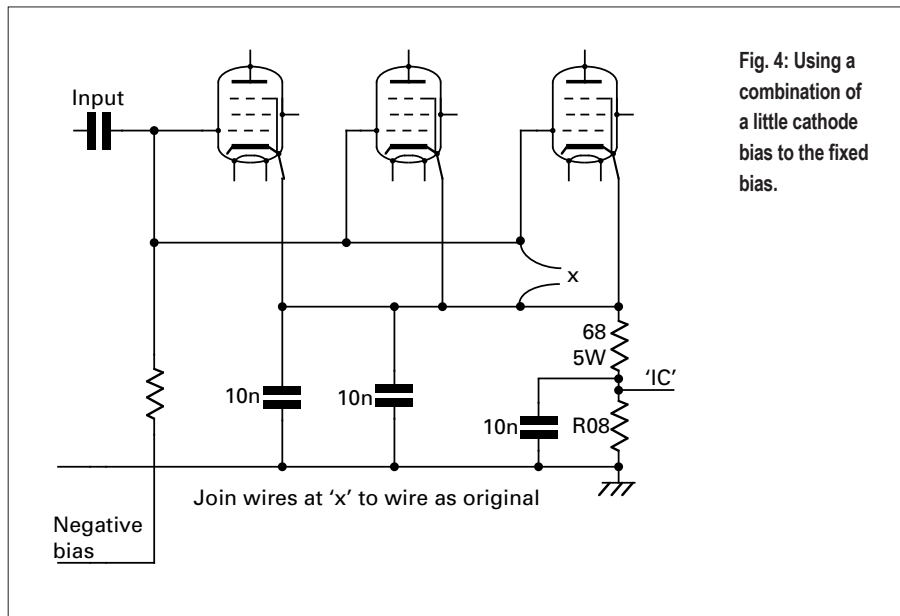 Input
Fig. 4: Using a
combination of
a little cathode
bias to the fixed
bias.
x
68
5W
'IC'
10n
10n
10n
R08
Join wires at 'x' to wire as original
Negative
bias